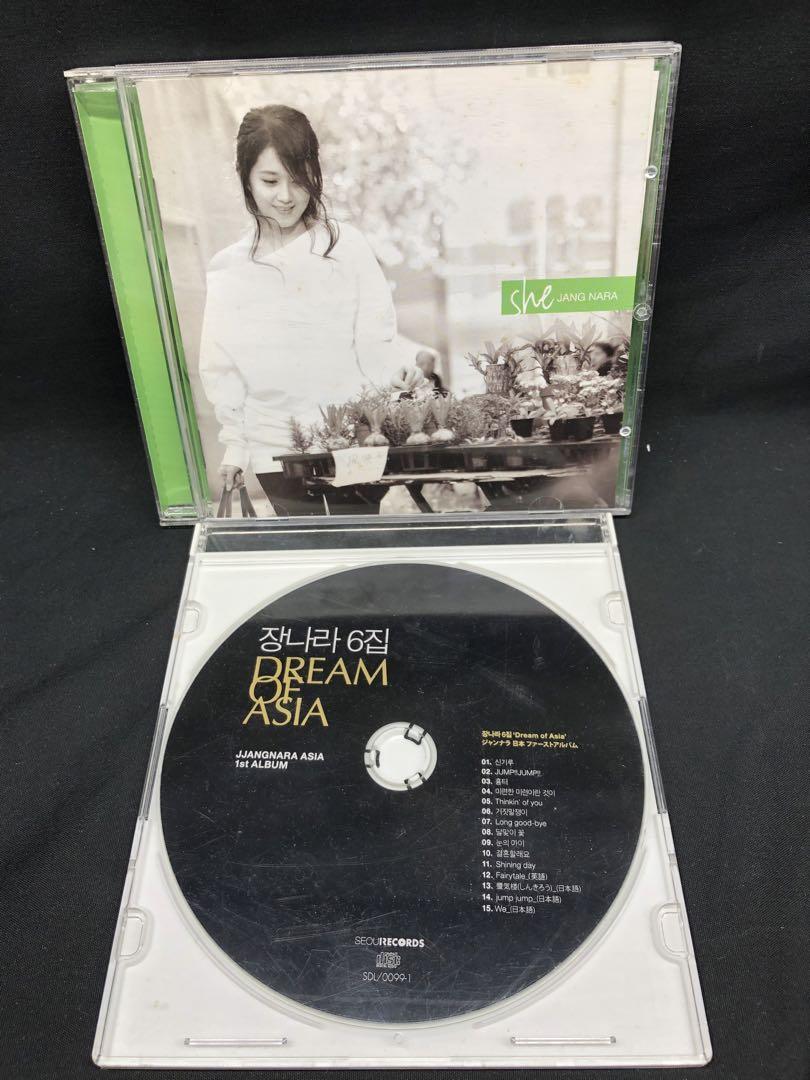 she JANG NARA
장나라 6집
DREAM
OF
ASIA
JJANGNARA ASIA
1st ALBUM
장나라 6집 'Dream of Asia'
ジャンナラ 日本 ファーストアルバム
01. 신기루
02. JUMP!!JUMP!!.
03. 흉터
04. 미련한 미련이란 것이
05. Thinkin' of you
06. 거짓말쟁이
07. Long good-bye
08. 달맞이 꽃
09. 눈의 아이
10. 결혼할래요
11. Shining day
12. Fairytale_(英語)
13. 蜃気楼(しんきろう)_(日本語)
14. jump jump_(日本語)
15. We_(日本語)
SEOULRECORDS
SDL/0099-1